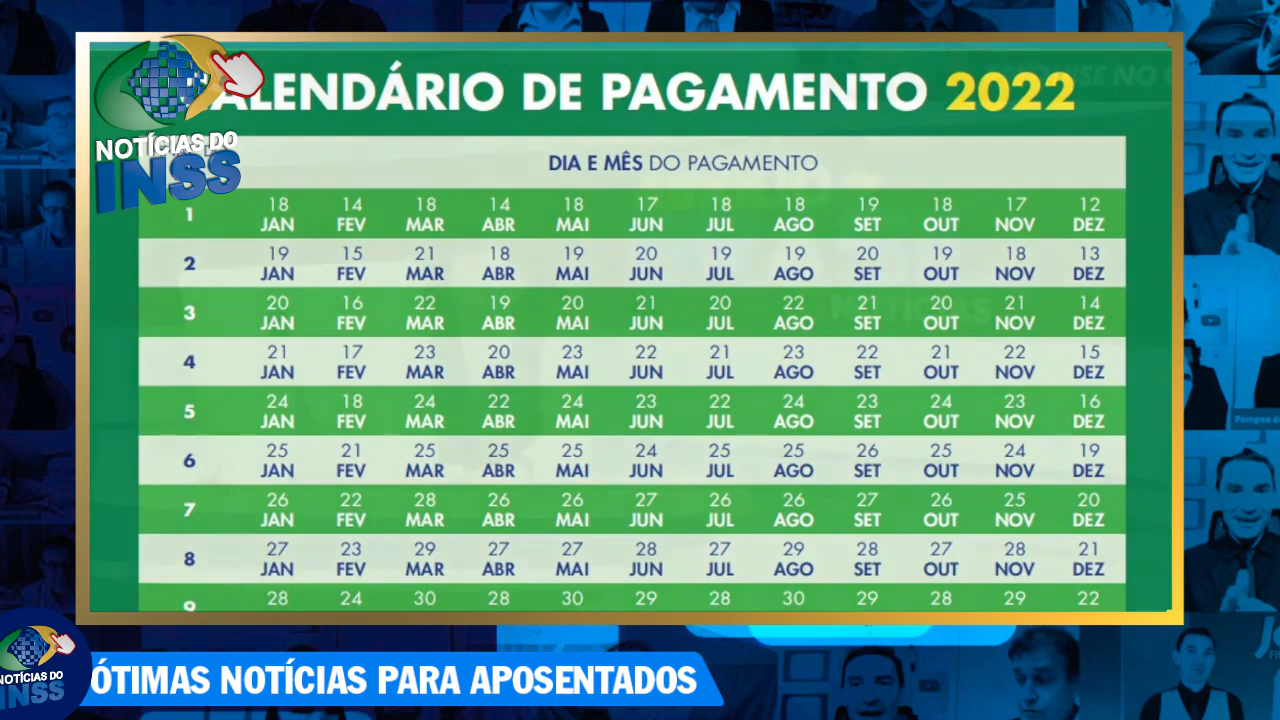 CALENDÁRIO DE PAGAMENTO 2022
NOTÍCIAS DO
INSS
DIA E MÊS DO PAGAMENTO
1 18 JAN 14 FEV 18 MAR 14 ABR 18 MAI 17 JUN 18 JUL 18 AGO 19 SET 18 OUT 17 NOV 12 DEZ
2 19 JAN 15 FEV 21 MAR 18 ABR 19 MAI 20 JUN 19 JUL 19 AGO 20 SET 19 OUT 18 NOV 13 DEZ
3 20 JAN 16 FEV 22 MAR 19 ABR 20 MAI 21 JUN 20 JUL 22 AGO 21 SET 20 OUT 21 NOV 14 DEZ
4 21 JAN 17 FEV 23 MAR 20 ABR 23 MAI 22 JUN 21 JUL 23 AGO 22 SET 21 OUT 22 NOV 15 DEZ
5 24 JAN 18 FEV 24 MAR 22 ABR 24 MAI 23 JUN 22 JUL 24 AGO 23 SET 24 OUT 23 NOV 16 DEZ
6 25 JAN 21 FEV 25 MAR 25 ABR 25 MAI 24 JUN 25 JUL 25 AGO 26 SET 25 OUT 24 NOV 19 DEZ
7 26 JAN 22 FEV 28 MAR 26 ABR 26 MAI 27 JUN 26 JUL 26 AGO 27 SET 26 OUT 25 NOV 20 DEZ
8 27 JAN 23 FEV 29 MAR 27 ABR 27 MAI 28 JUN 27 JUL 29 AGO 28 SET 27 OUT 28 NOV 21 DEZ
9 28 24 30 28 30 29 28 30 29 28 29 22
NOTÍCIAS DO
INSS
ÓTIMAS NOTÍCIAS PARA APOSENTADOS